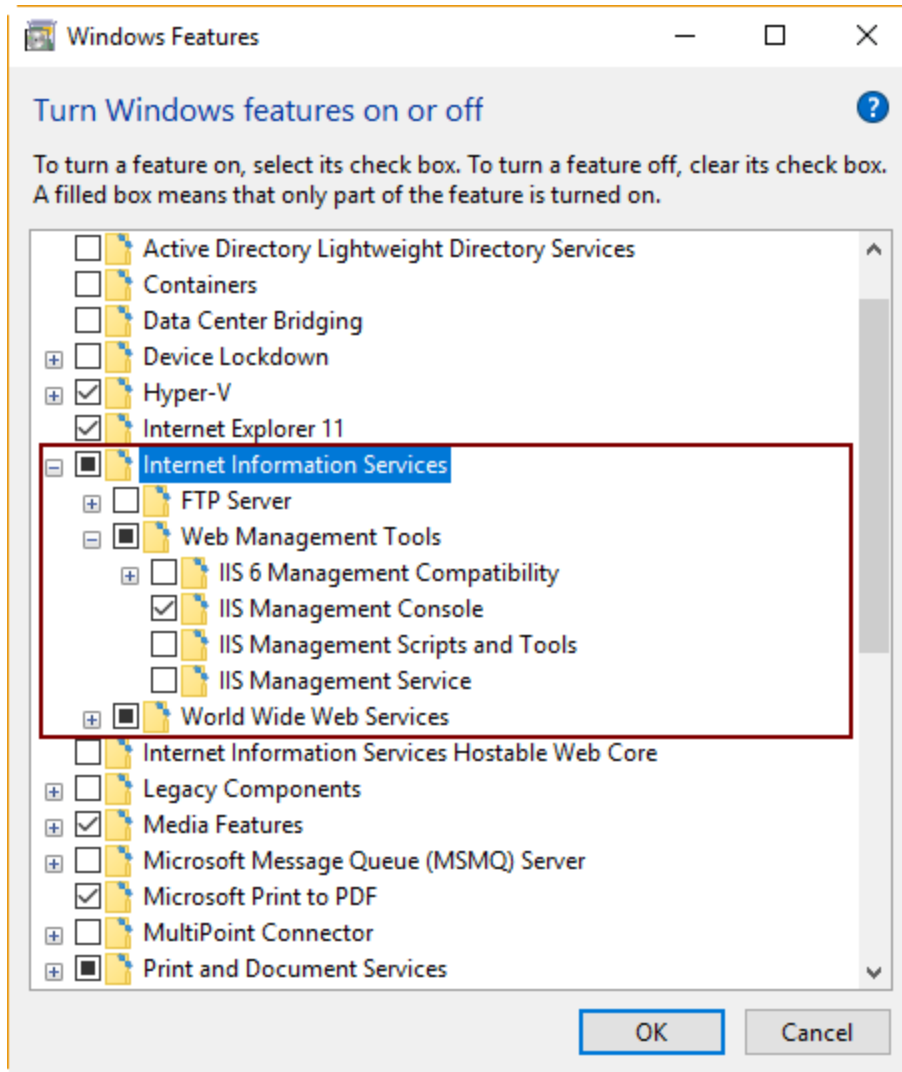 Windows Features
Turn Windows features on or off
?
To turn a feature on, select its check box. To turn a feature off, clear its check box.
A filled box means that only part of the feature is turned on.
Active Directory Lightweight Directory Services
Containers
Data Center Bridging
Device Lockdown
Hyper-V
Internet Explorer 11
Internet Information Services
FTP Server
Web Management Tools
IIS 6 Management Compatibility
IIS Management Console
IIS Management Scripts and Tools
IIS Management Service
World Wide Web Services
Internet Information Services Hostable Web Core
Legacy Components
Media Features
Microsoft Message Queue (MSMQ) Server
Microsoft Print to PDF
MultiPoint Connector
Print and Document Services
OK Cancel